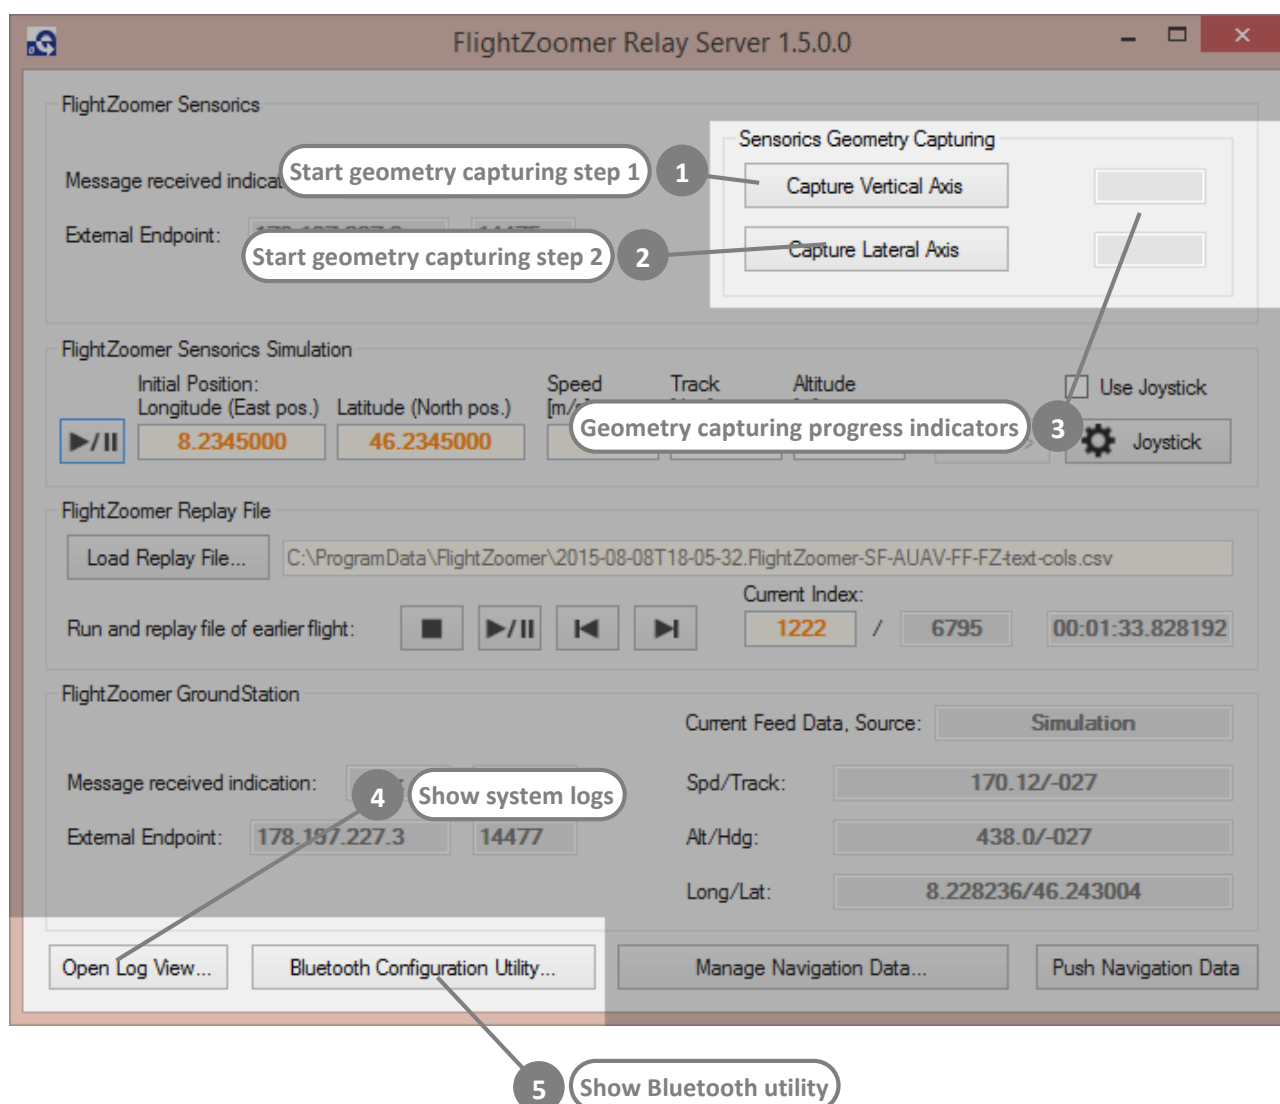 FlightZoomer Relay Server 1.5.0.0
FlightZoomer Sensorics
Sensorics Geometry Capturing
Start geometry capturing step 1
1
Capture Vertical Axis
Message received
External Endpoint:
Start geometry capturing step 2
2
Capture Lateral Axis
FlightZoomer Sensorics Simulation
Initial Position:
Longitude (East pos.) Latitude (North pos.)
Speed
Track
Altitude
Use Joystick
8.2345000
46.2345000
Geometry capturing progress indicators
3
Joystick
FlightZoomer Replay File
Load Replay File...
C:\ProgramData\FlightZoomer\2015-08-08T18-05-32.FlightZoomer-SF-AUAV-FF-FZ-text-cols.csv
Current Index:
Run and replay file of earlier flight:
1222 / 6795 00:01:33.828192
FlightZoomer GroundStation
Current Feed Data, Source: Simulation
Message received indication:
4
Show system logs
Spd/Track: 170.12/-027
External Endpoint: 178.197.227.3 14477
Alt/Hdg: 438.0/-027
Long/Lat: 8.228236/46.243004
Open Log View...
Bluetooth Configuration Utility...
Manage Navigation Data...
Push Navigation Data
5
Show Bluetooth utility